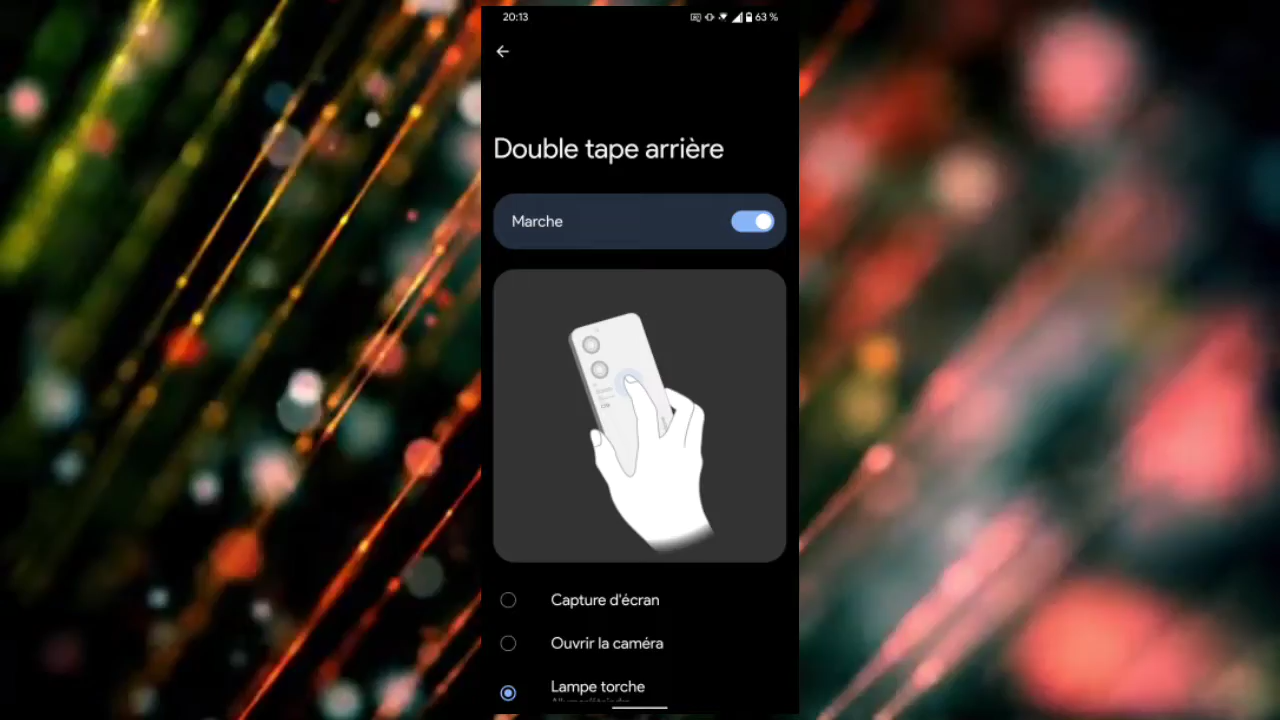 20:13
63 %
Double tape arrière
Marche
Capture d'écran
Ouvrir la caméra
Lampe torche